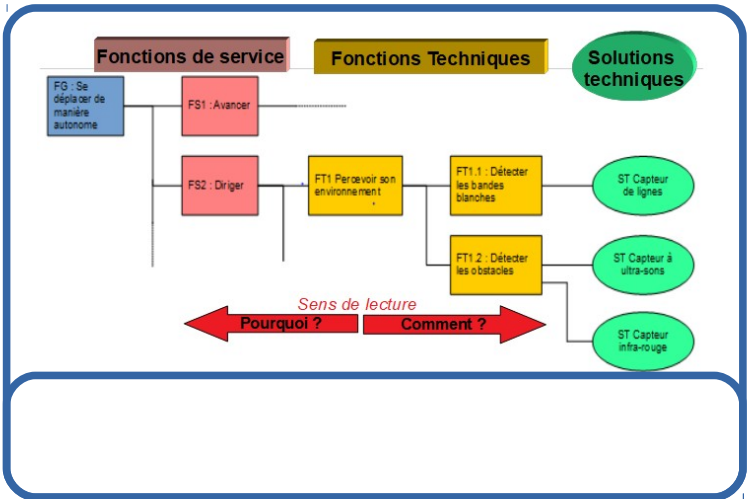 Fonctions de service
Fonctions Techniques
Solutions
techniques
FG : Se
déplacer de
manière
autonome
FS1 : Avancer
FS2 : Diriger
FT1 Percevoir son
environnement
FT1.1 : Détecter
les bandes
blanches
ST Capteur
de lignes
FT1.2 : Détecter
les obstacles
ST Capteur à
ultra-sons
ST Capteur
infra-rouge
Sens de lecture
Pourquoi ?
Comment ?